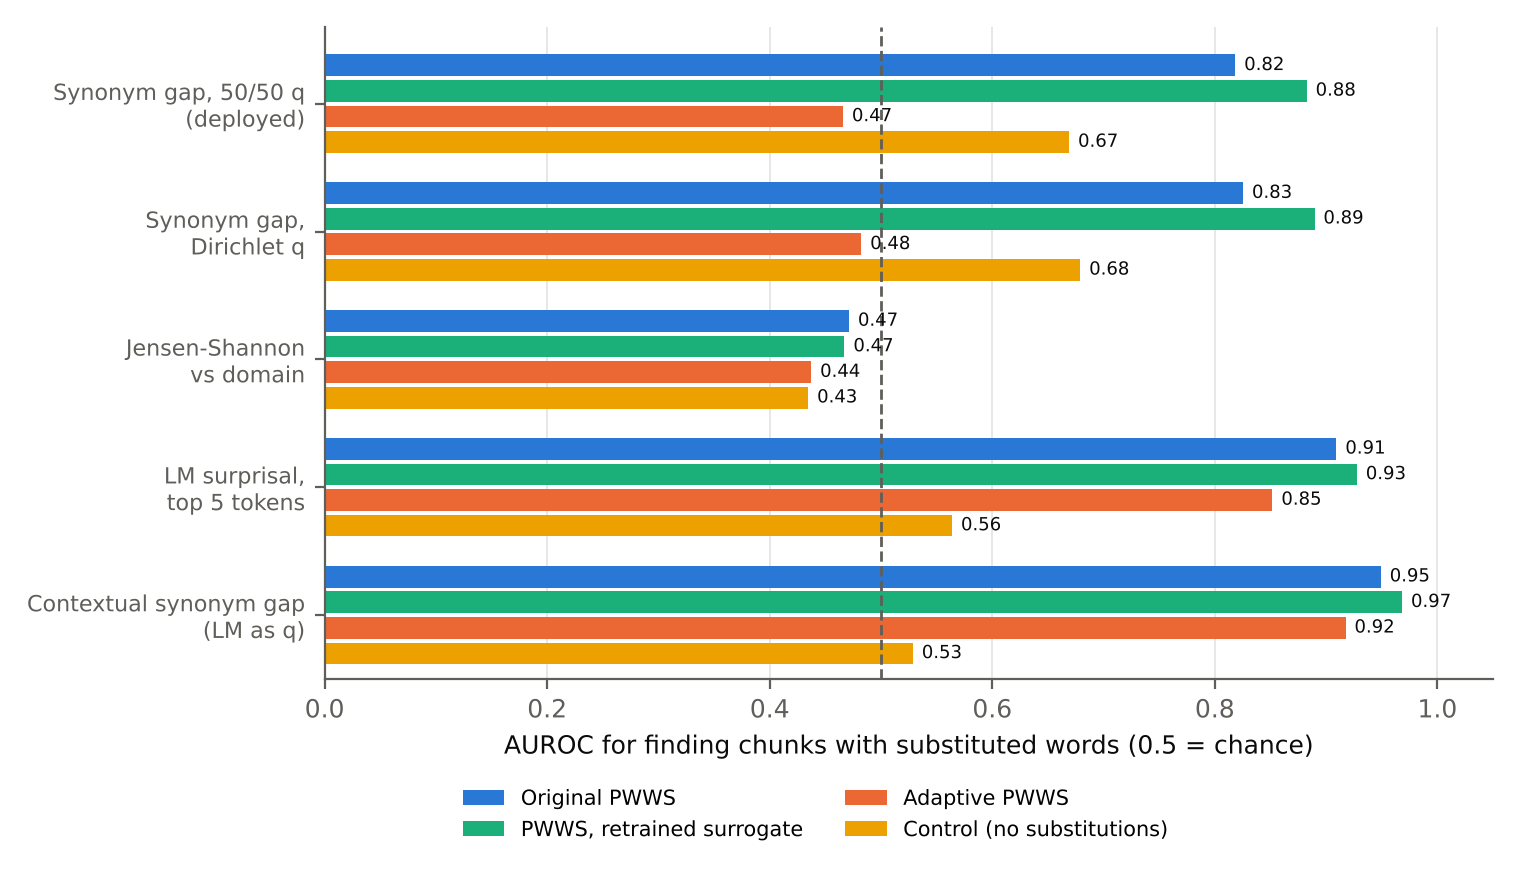 Synonym gap, 50/50 q
(deployed)
0.82
0.88
0.47
0.67
Synonym gap,
Dirichlet q
0.83
0.89
0.48
0.68
Jensen-Shannon
vs domain
0.47
0.47
0.44
0.43
LM surprisal,
top 5 tokens
0.91
0.93
0.85
0.56
Contextual synonym gap
(LM as q)
0.95
0.97
0.92
0.53
0.0 0.2 0.4 0.6 0.8 1.0
AUROC for finding chunks with substituted words (0.5 = chance)
Original PWWS
PWWS, retrained surrogate
Adaptive PWWS
Control (no substitutions)